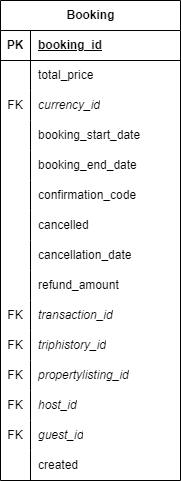 Booking
PK booking_id
total_price
FK currency_id
booking_start_date
booking_end_date
confirmation_code
cancelled
cancellation_date
refund_amount
FK transaction_id
FK triphistory_id
FK propertylisting_id
FK host_id
FK guest_id
created